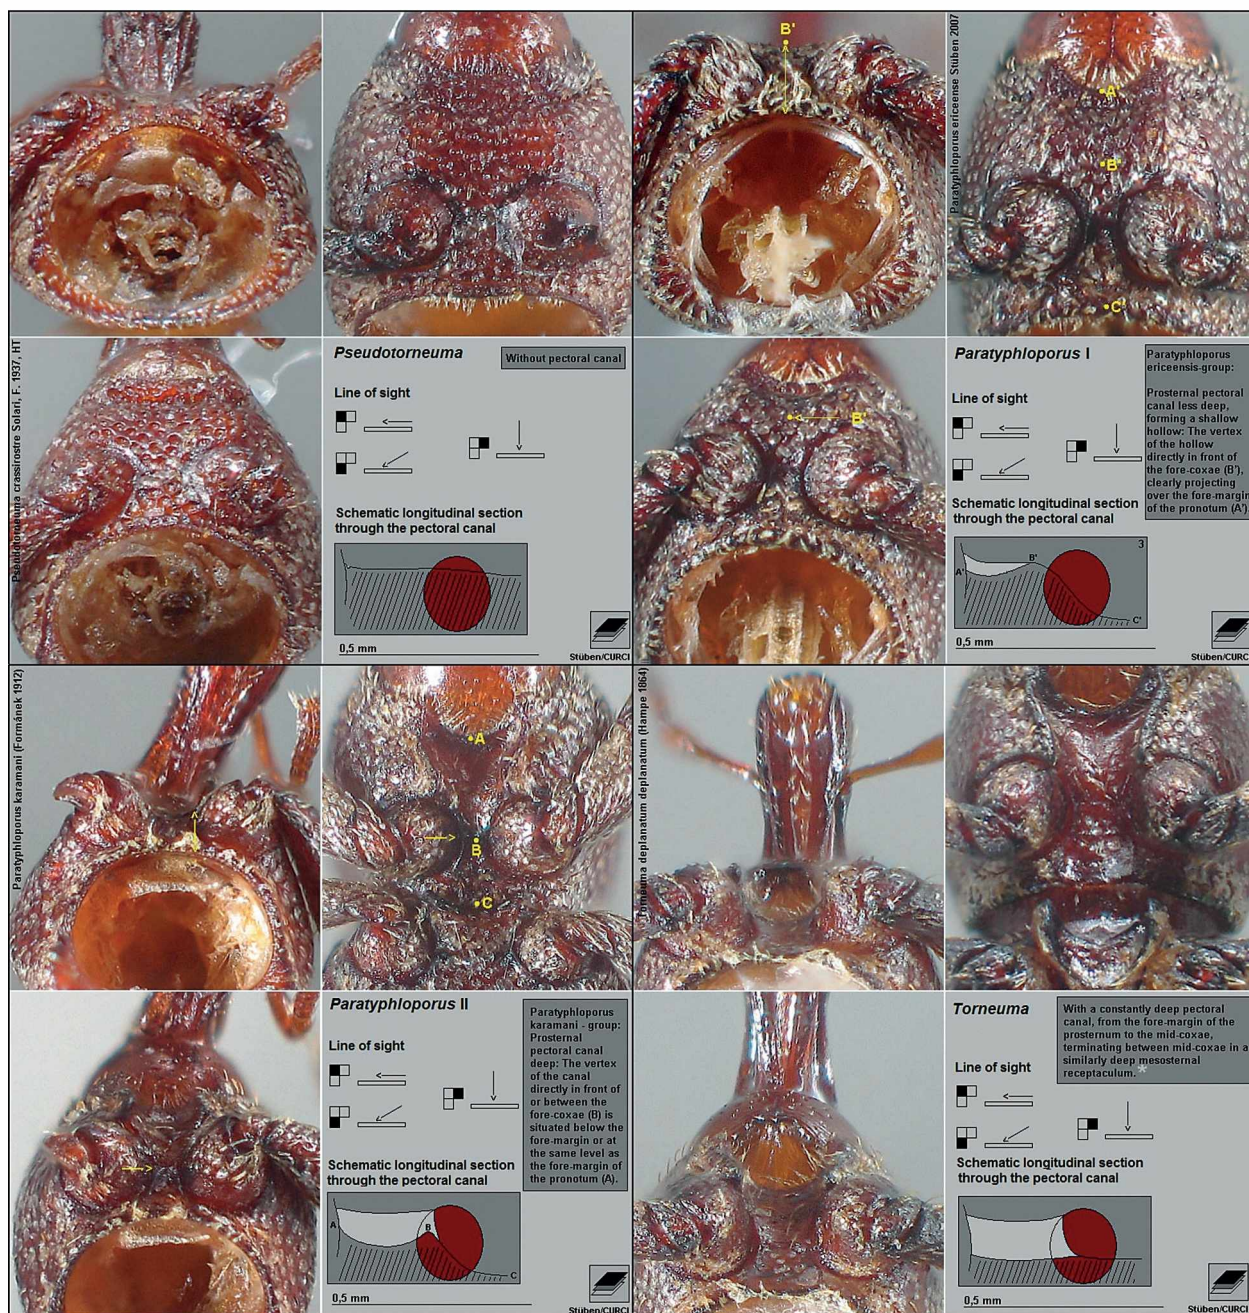 Pseudotorneuma crassirostre Solari, F. 1937, HT
Pseudotorneuma
Without pectoral canal
Line of sight
Schematic longitudinal section
through the pectoral canal
0,5 mm
Stüben/CURCI
B'
Paratyphloporus ericeense Stüben 2007
A'
B'
C'
B'
Paratyphloporus I
Paratyphloporus
ericeensis-group:
Prosternal pectoral
canal less deep,
forming a shallow
hollow: The vertex
of the hollow
directly in front of
the fore-coxae (B'),
clearly projecting
over the fore-margin
of the pronotum (A').
Line of sight
Schematic longitudinal section
through the pectoral canal
3
A'
B'
C'
0,5 mm
Stüben/CURCI
Paratyphloporus karamani (Formánek 1912)
A
B
C
Paratyphloporus II
Paratyphloporus
karamani - group:
Prosternal
pectoral canal
deep: The vertex
of the canal
directly in front of
or between the
fore-coxae (B) is
situated below the
fore-margin or at
the same level as
the fore-margin of
the pronotum (A).
Line of sight
Schematic longitudinal section
through the pectoral canal
A
B
C
0,5 mm
Stüben/CURCI
Torneuma deplanatum deplanatum (Hampe 1864)
*
Torneuma
With a constantly deep pectoral
canal, from the fore-margin of the
prosternum to the mid-coxae,
terminating between mid-coxae in a
similarly deep mesosternal
receptaculum.*
Line of sight
Schematic longitudinal section
through the pectoral canal
0,5 mm
Stüben/CURCI